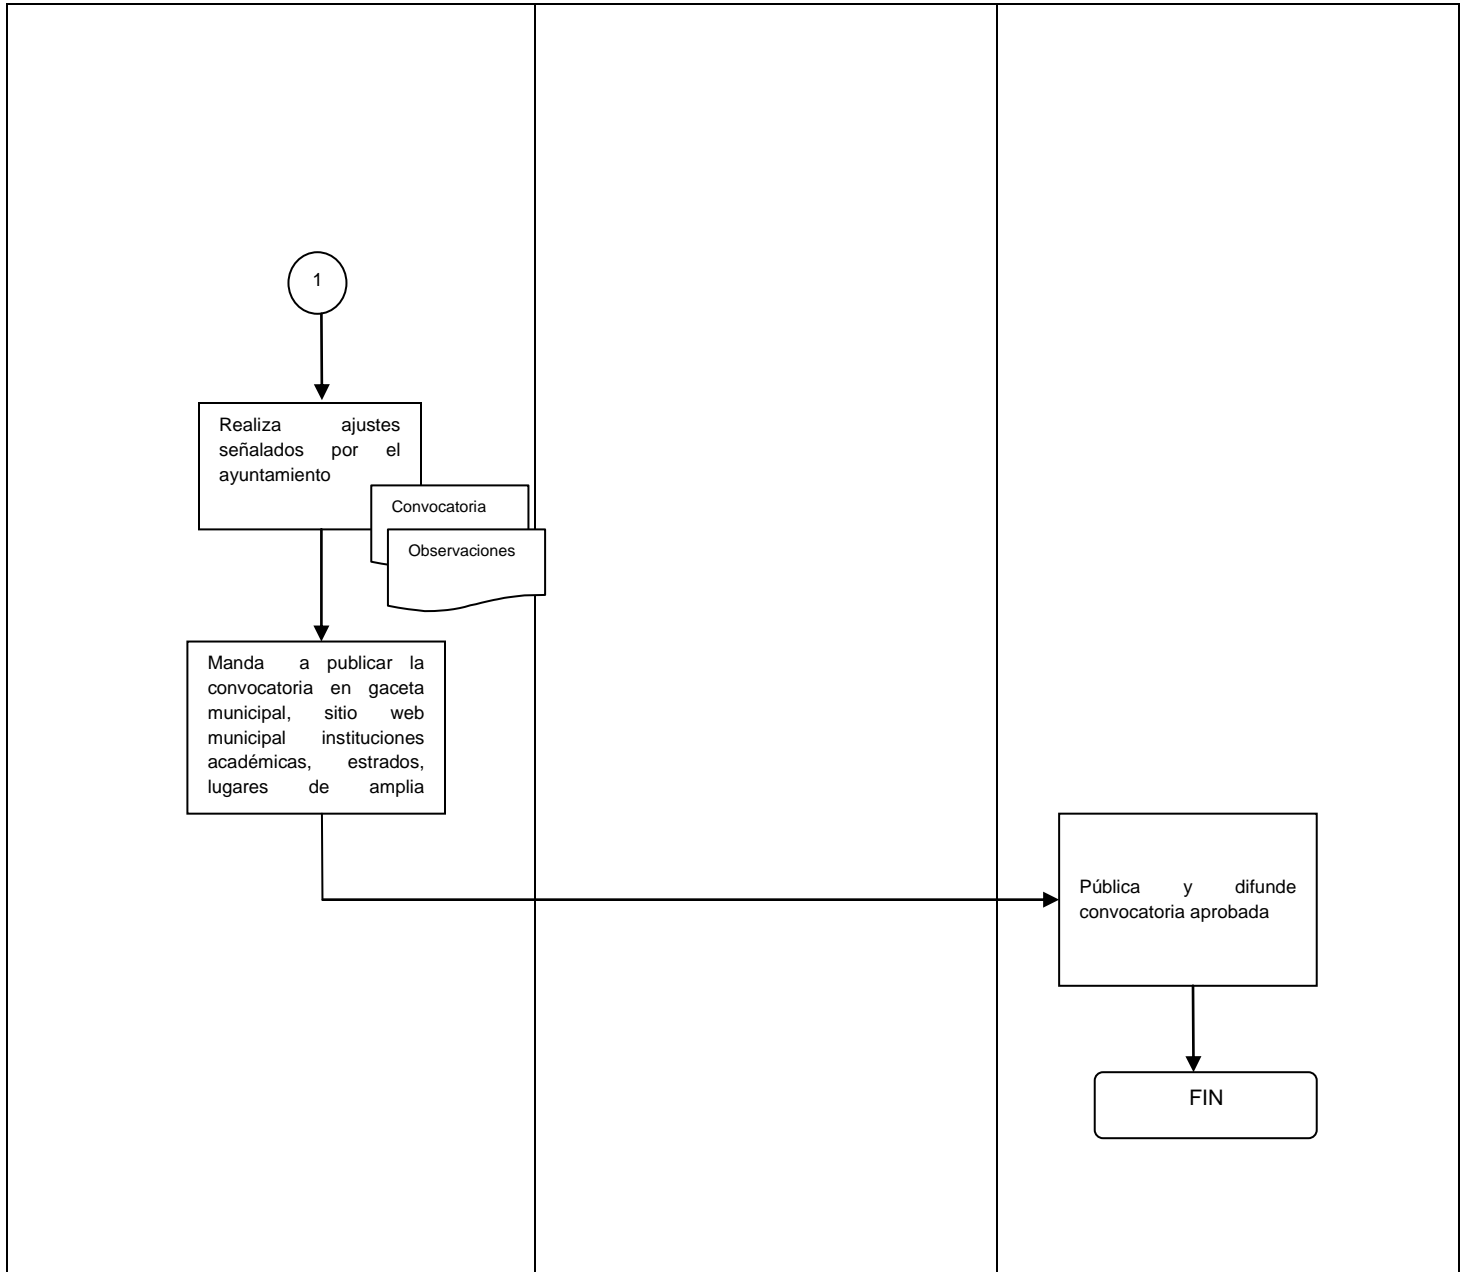 1
Realiza ajustes
señalados por el
ayuntamiento
Convocatoria
Observaciones
Manda a publicar la
convocatoria en gaceta
municipal, sitio web
municipal instituciones
académicas, estrados,
lugares de amplia
Pública y difunde
convocatoria aprobada
FIN